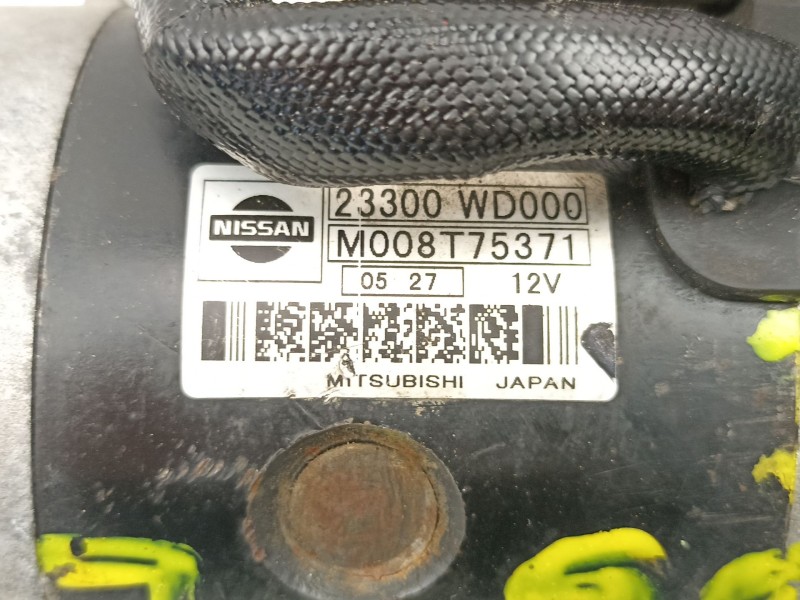 NISSAN
23300 WD000
M008T75371
05 27 12V
MITSUBISHI JAPAN